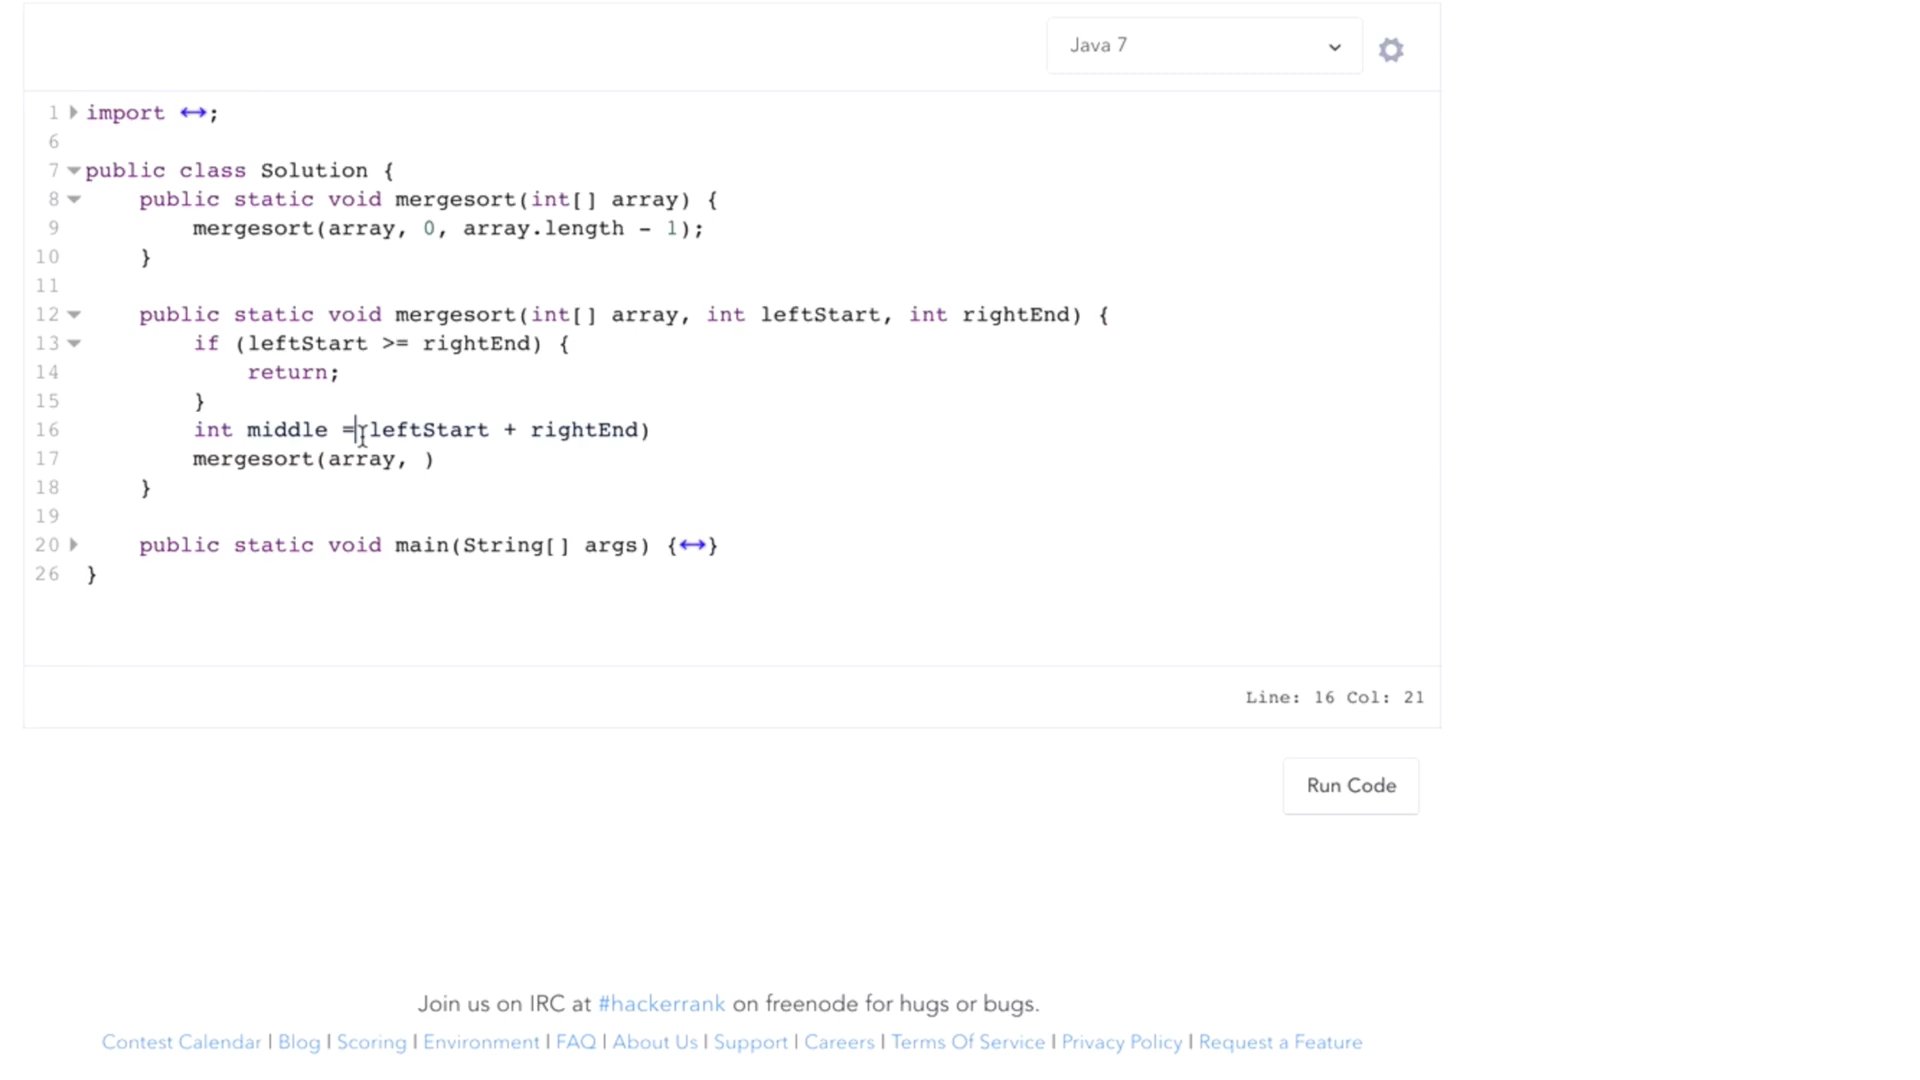 Java 7
1 import ↔;
6
7 public class Solution {
8     public static void mergesort(int[] array) {
9         mergesort(array, 0, array.length - 1);
10     }
11
12     public static void mergesort(int[] array, int leftStart, int rightEnd) {
13         if (leftStart >= rightEnd) {
14             return;
15         }
16         int middle =(leftStart + rightEnd)
17         mergesort(array, )
18     }
19
20     public static void main(String[] args) {↔}
26 }
Line: 16 Col: 21
Run Code
Join us on IRC at #hackerrank on freenode for hugs or bugs.
Contest Calendar | Blog | Scoring | Environment | FAQ | About Us | Support | Careers | Terms Of Service | Privacy Policy | Request a Feature